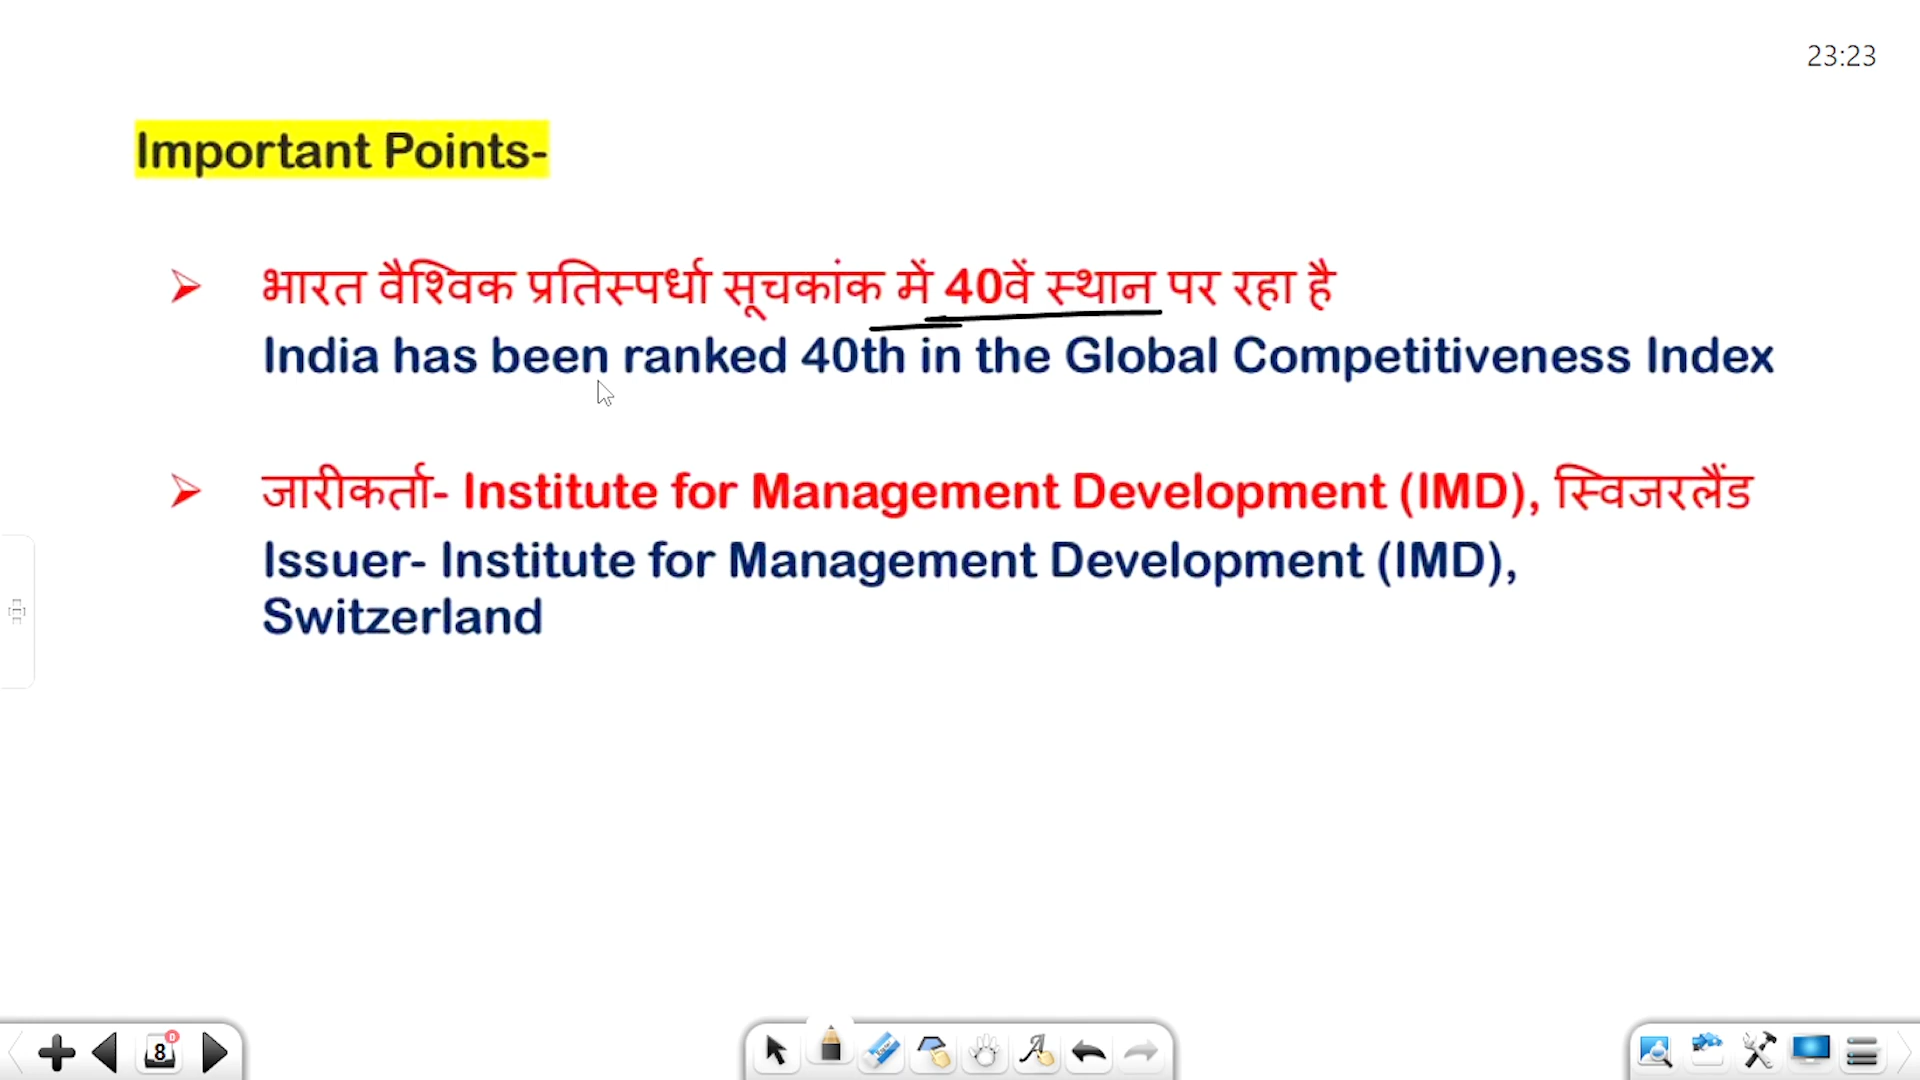 23:23
Important Points-
भारत वैश्विक प्रतिस्पर्धा सूचकांक में 40वें स्थान पर रहा है
India has been ranked 40th in the Global Competitiveness Index
जारीकर्ता- Institute for Management Development (IMD), स्विजरलैंड
Issuer- Institute for Management Development (IMD),
Switzerland
8